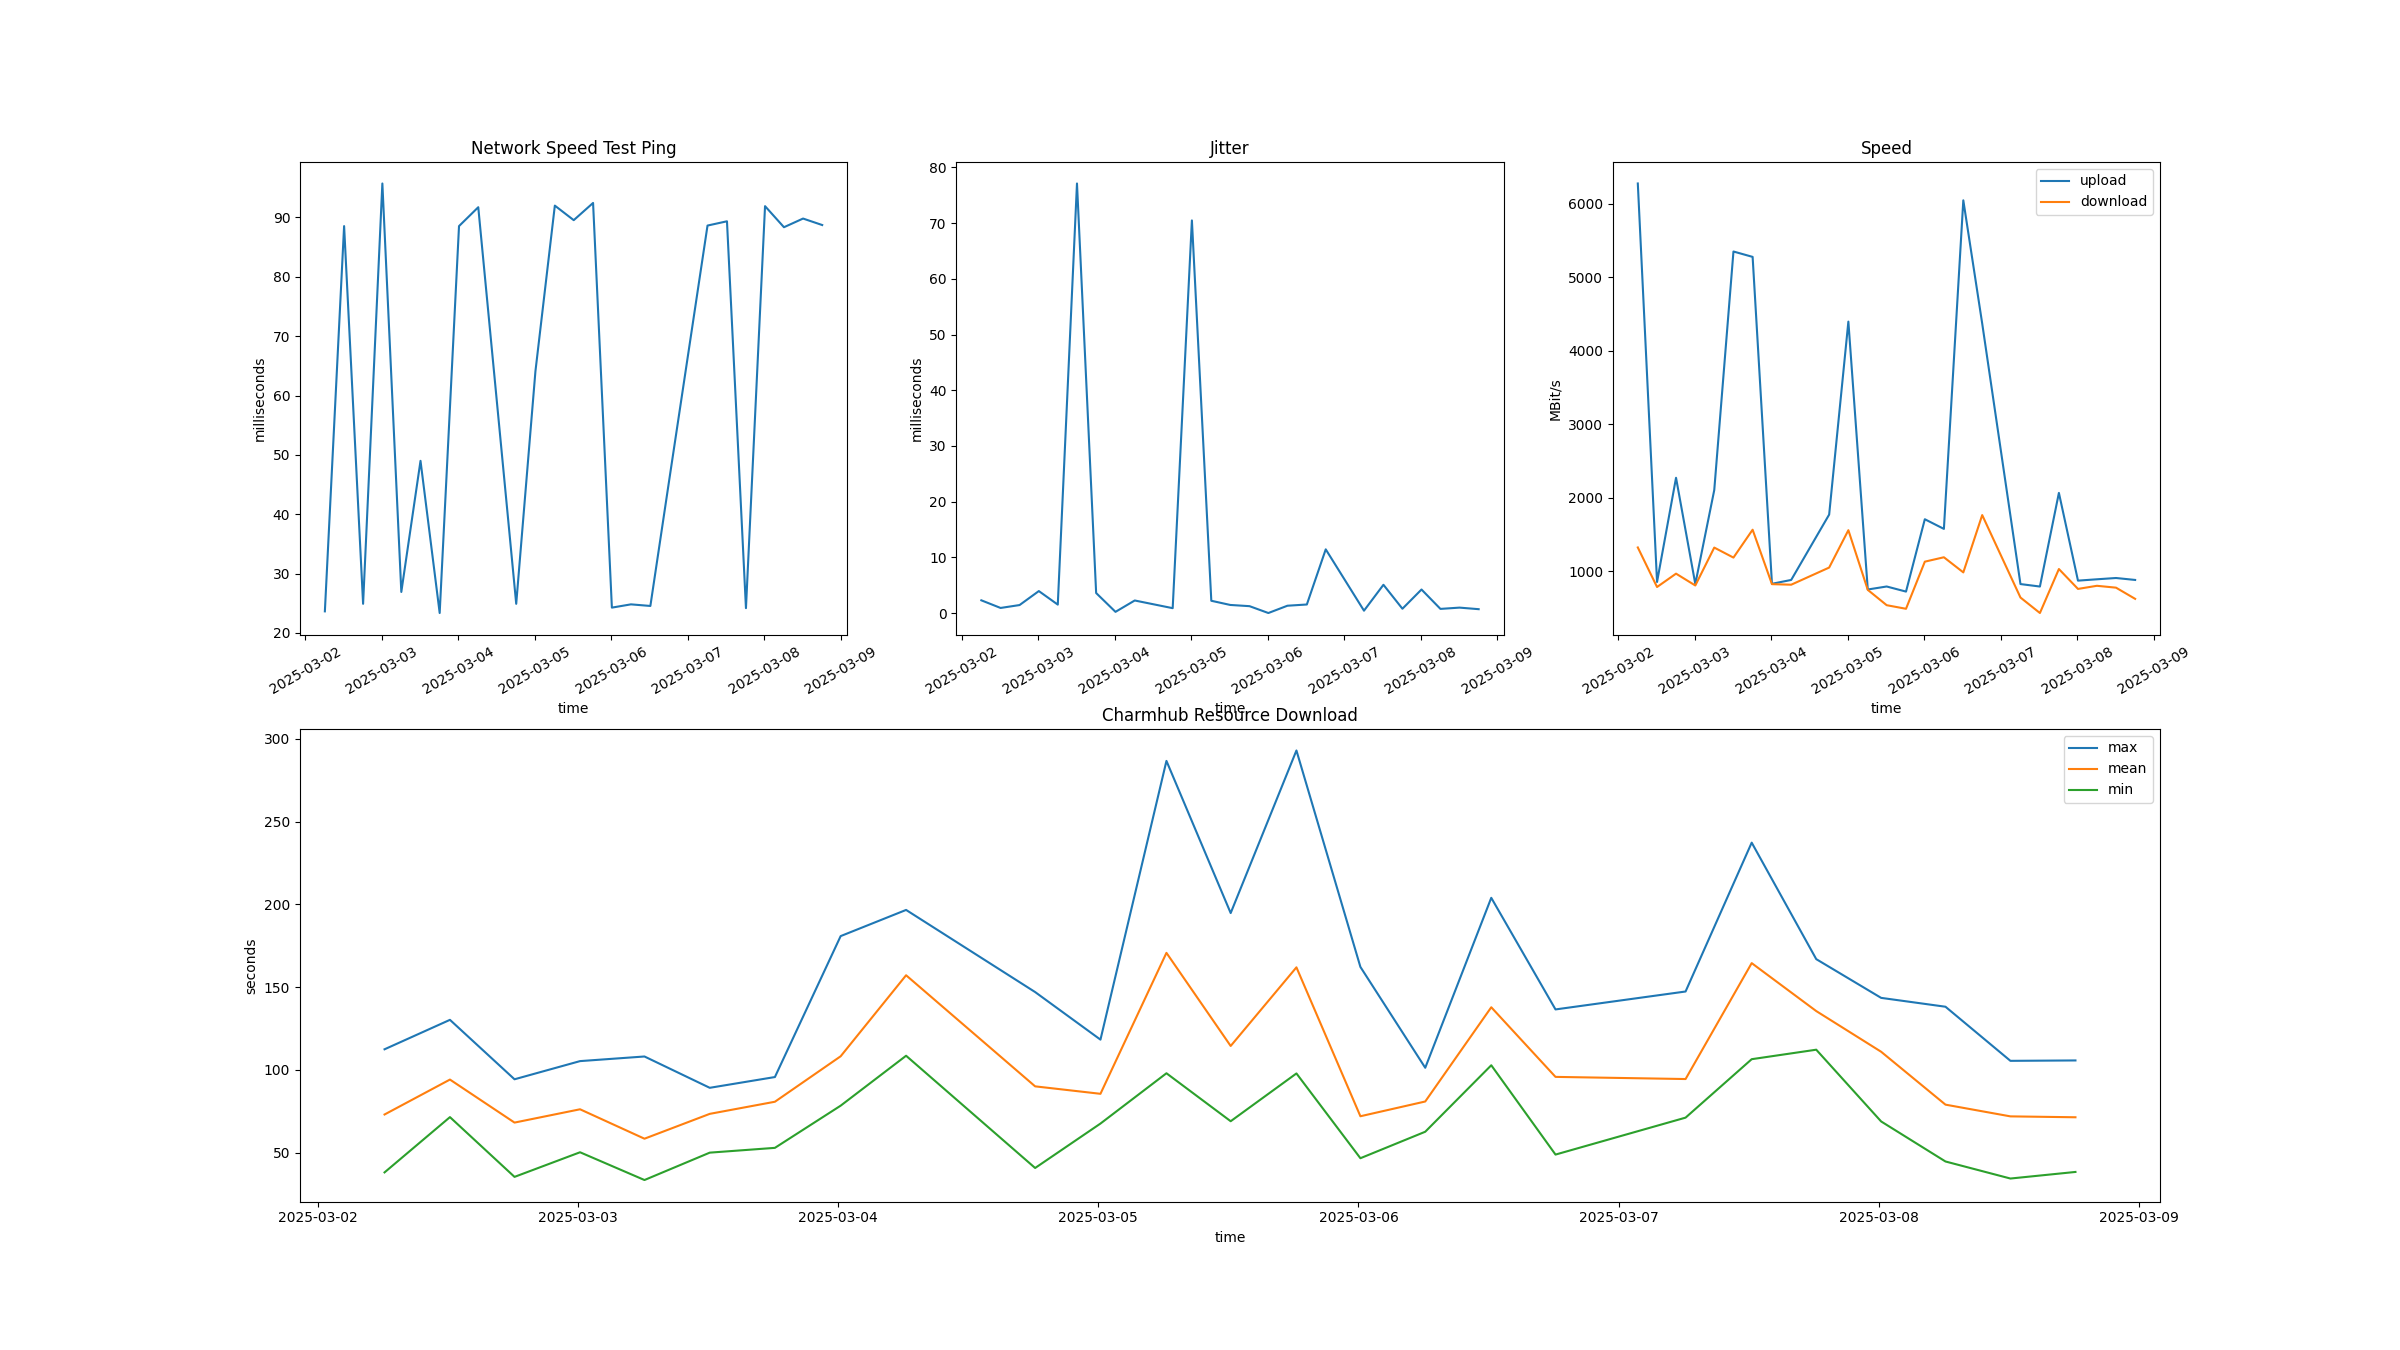 Network Speed Test Ping
milliseconds
90
80
70
60
50
40
30
20
2025-03-02 2025-03-03 2025-03-04 2025-03-05 2025-03-06 2025-03-07 2025-03-08 2025-03-09
time
Jitter
milliseconds
80
70
60
50
40
30
20
10
0
2025-03-02 2025-03-03 2025-03-04 2025-03-05 2025-03-06 2025-03-07 2025-03-08 2025-03-09
time
Speed
upload
download
MBit/s
6000
5000
4000
3000
2000
1000
2025-03-02 2025-03-03 2025-03-04 2025-03-05 2025-03-06 2025-03-07 2025-03-08 2025-03-09
time
Charmhub Resource Download
max
mean
min
seconds
300
250
200
150
100
50
2025-03-02 2025-03-03 2025-03-04 2025-03-05 2025-03-06 2025-03-07 2025-03-08 2025-03-09
time